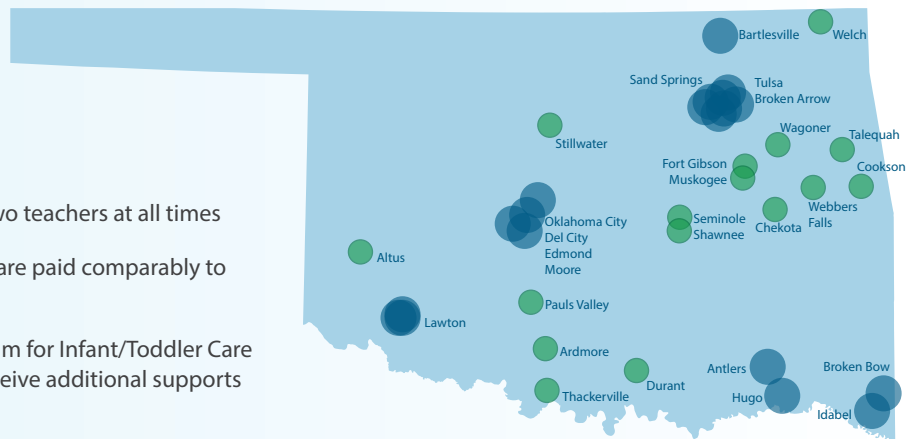 Bartlesville
Welch
Sand Springs
Tulsa
Broken Arrow
Wagoner
Talequah
Stillwater
Fort Gibson
Muskogee
Cookson
Webbers
Falls
Chekota
Seminole
Shawnee
wo teachers at all times
Oklahoma City
Del City
Edmond
Moore
Altus
are paid comparably to
Pauls Valley
Lawton
m for Infant/Toddler Care
ceive additional supports
Ardmore
Durant
Thackerville
Antlers
Hugo
Broken Bow
Idabel